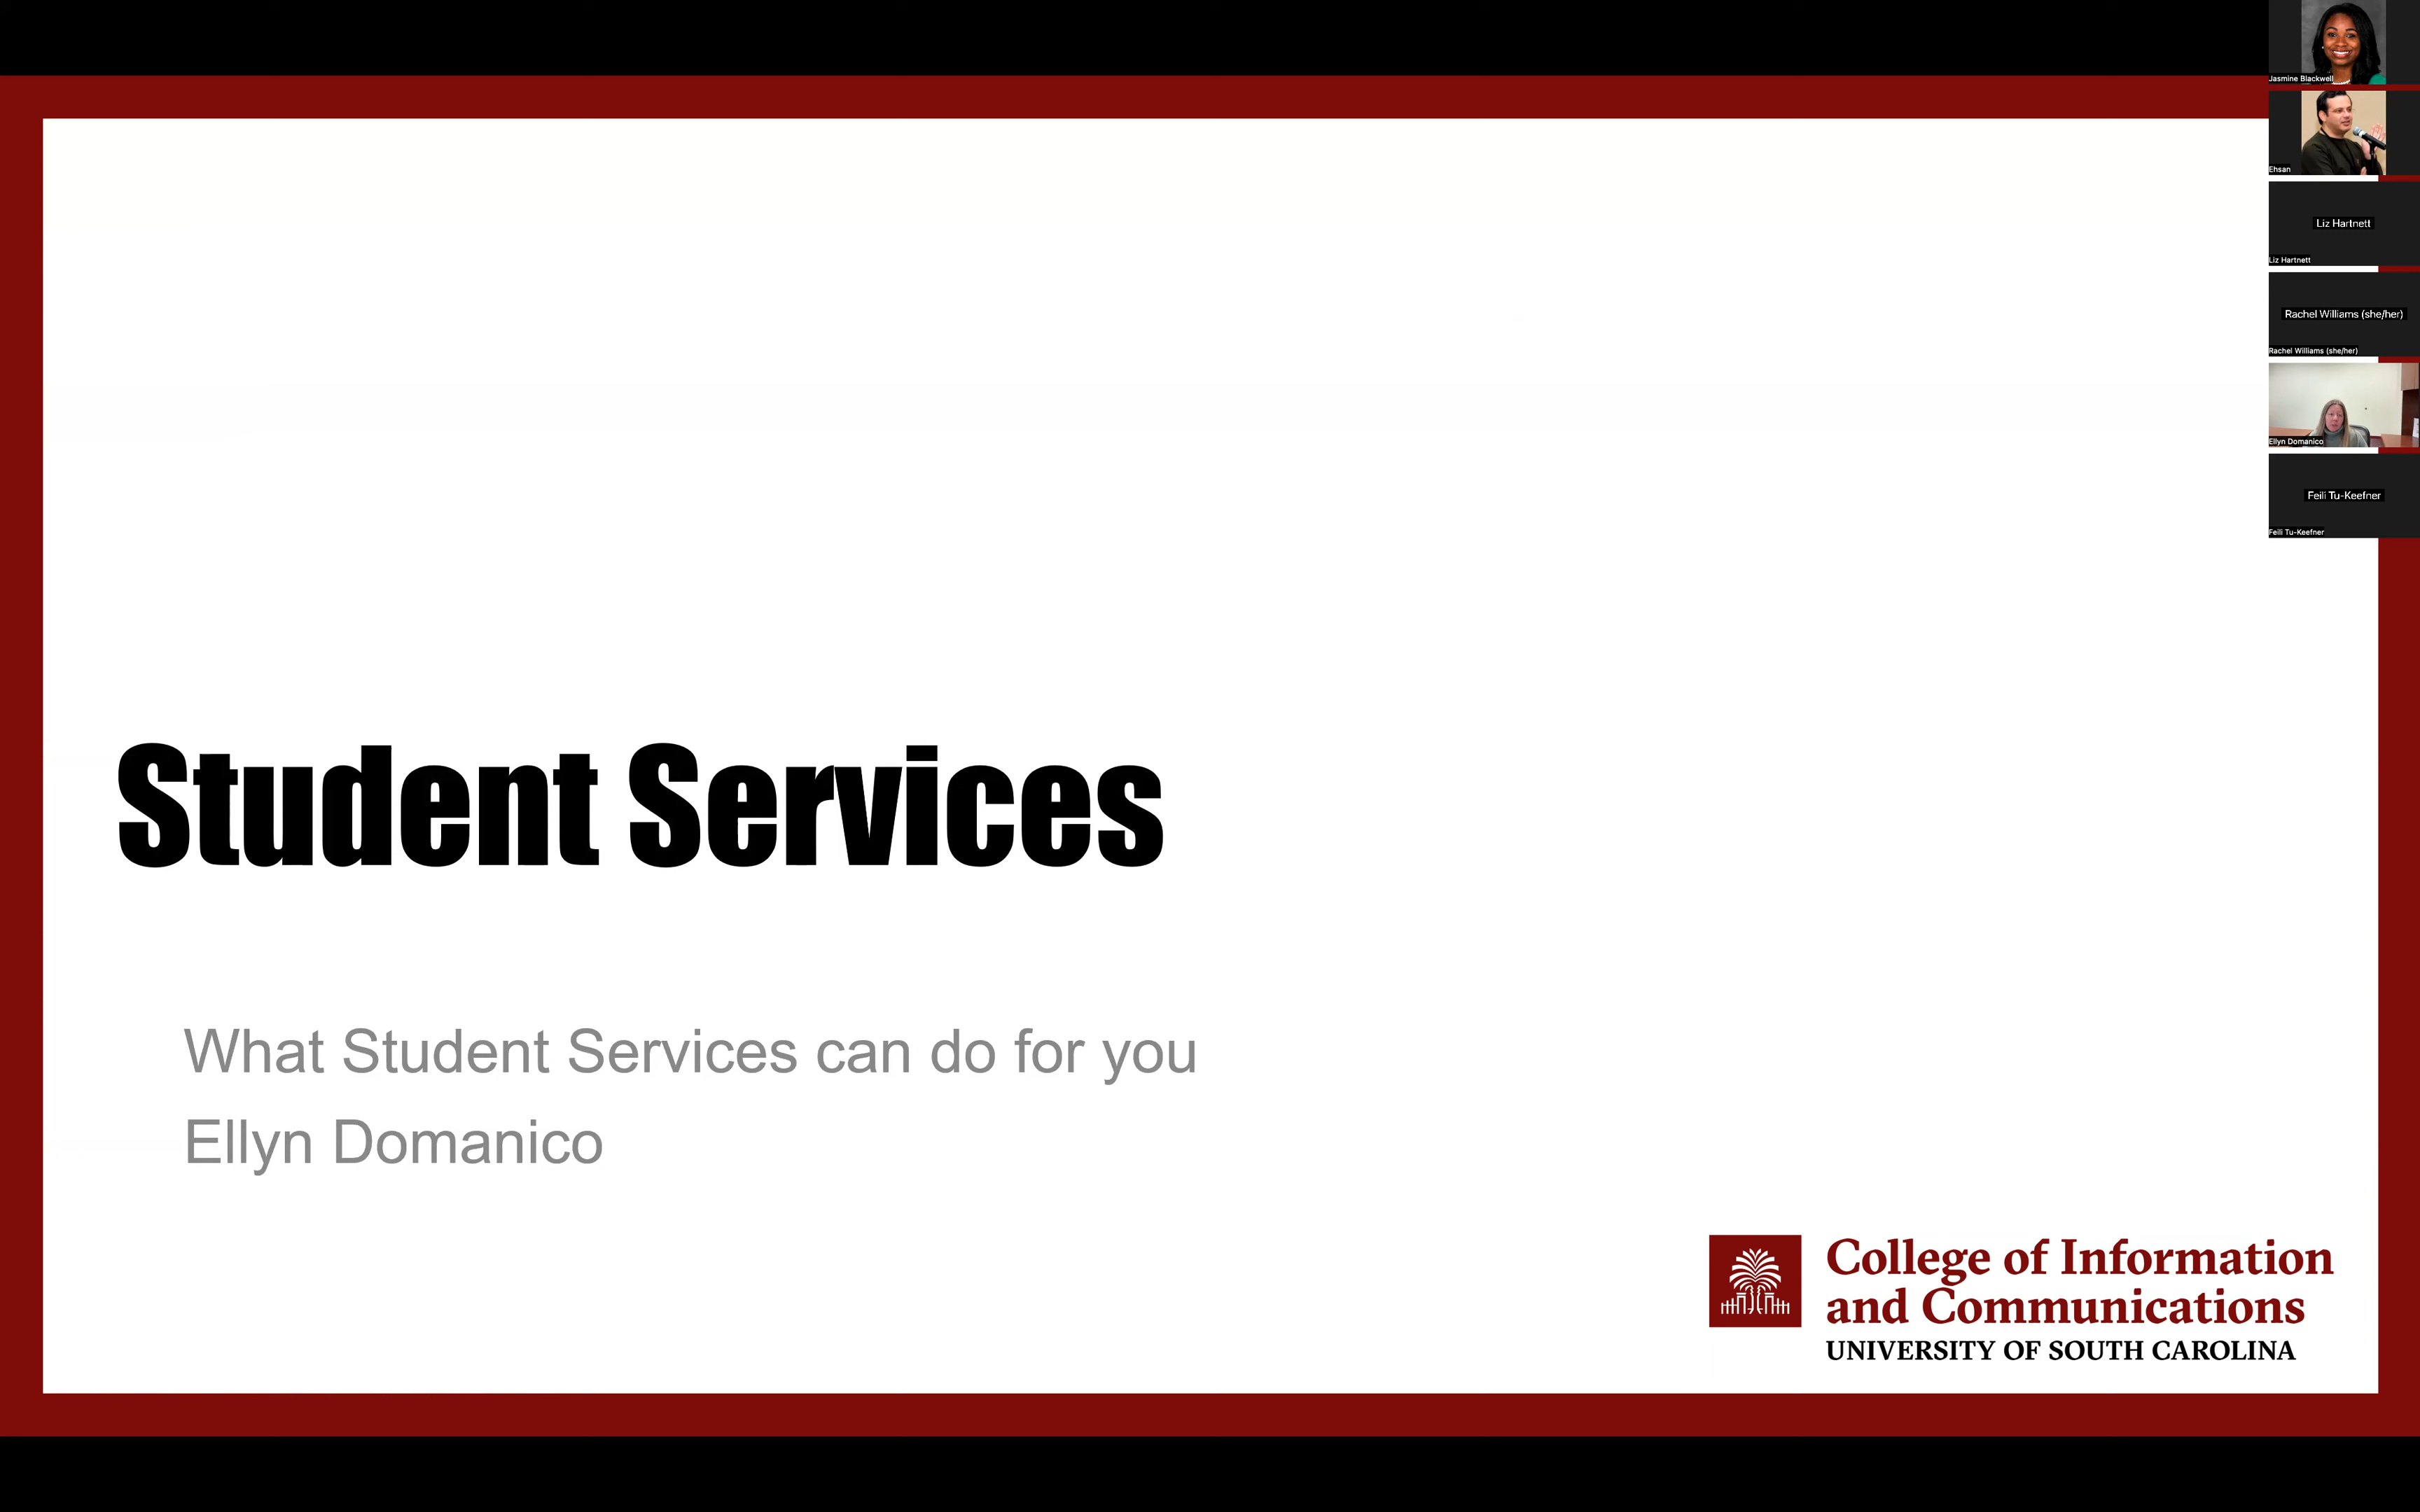 Student Services
What Student Services can do for you
Ellyn Domanico
College of Information
and Communications
UNIVERSITY OF SOUTH CAROLINA
Jasmine Blackwell
Ehsan
Liz Hartnett
Liz Hartnett
Rachel Williams (she/her)
Rachel Williams (she/her)
Ellyn Domanico
Feili Tu-Keefner
Feili Tu-Keefner